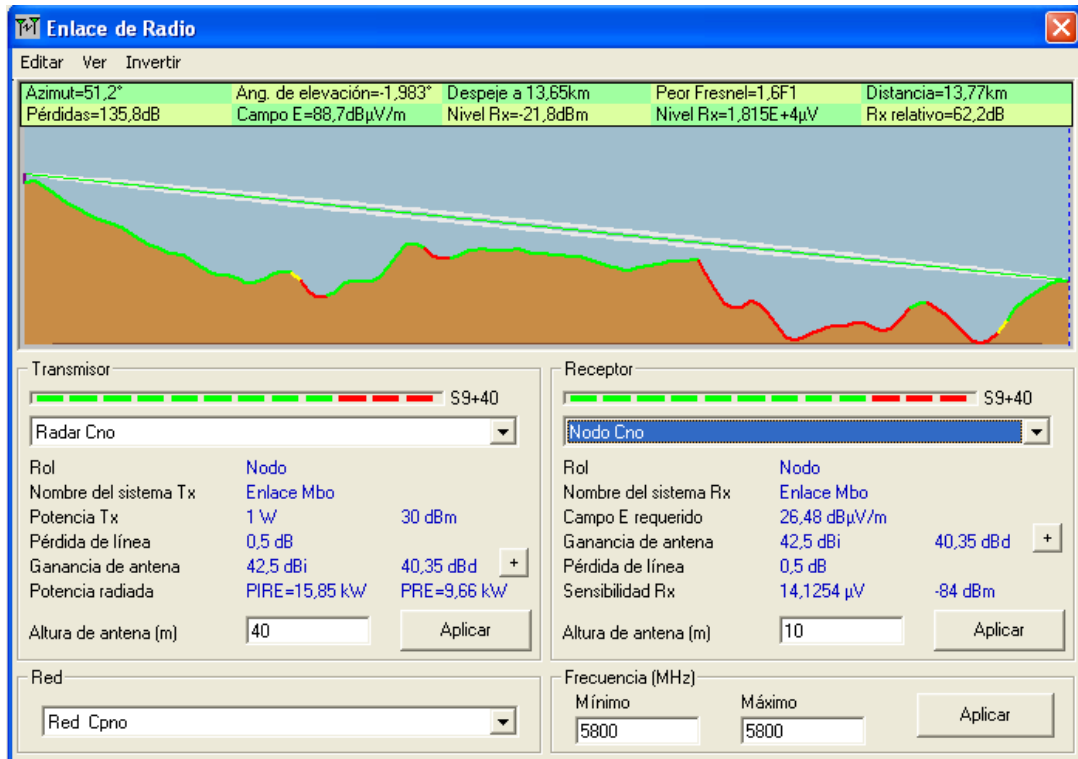 Enlace de Radio
Editar Ver Invertir
Azimut=51,2° Ang. de elevación=-1,983° Despeje a 13,65km Peor Fresnel=1,6F1 Distancia=13,77km
Pérdidas=135,8dB Campo E=88,7dBµV/m Nivel Rx=-21,8dBm Nivel Rx=1,815E+4µV Rx relativo=62,2dB
Transmisor
S9+40
Radar Cno
Rol Nodo
Nombre del sistema Tx Enlace Mbo
Potencia Tx 1 W 30 dBm
Pérdida de línea 0,5 dB
Ganancia de antena 42,5 dBi 40,35 dBd +
Potencia radiada PIRE=15,85 kW PRE=9,66 kW
Altura de antena (m) 40 Aplicar
Receptor
S9+40
Nodo Cno
Rol Nodo
Nombre del sistema Rx Enlace Mbo
Campo E requerido 26,48 dBµV/m
Ganancia de antena 42,5 dBi 40,35 dBd +
Pérdida de línea 0,5 dB
Sensibilidad Rx 14,1254 µV -84 dBm
Altura de antena (m) 10 Aplicar
Red
Red Cpno
Frecuencia (MHz)
Mínimo Máximo
5800 5800 Aplicar